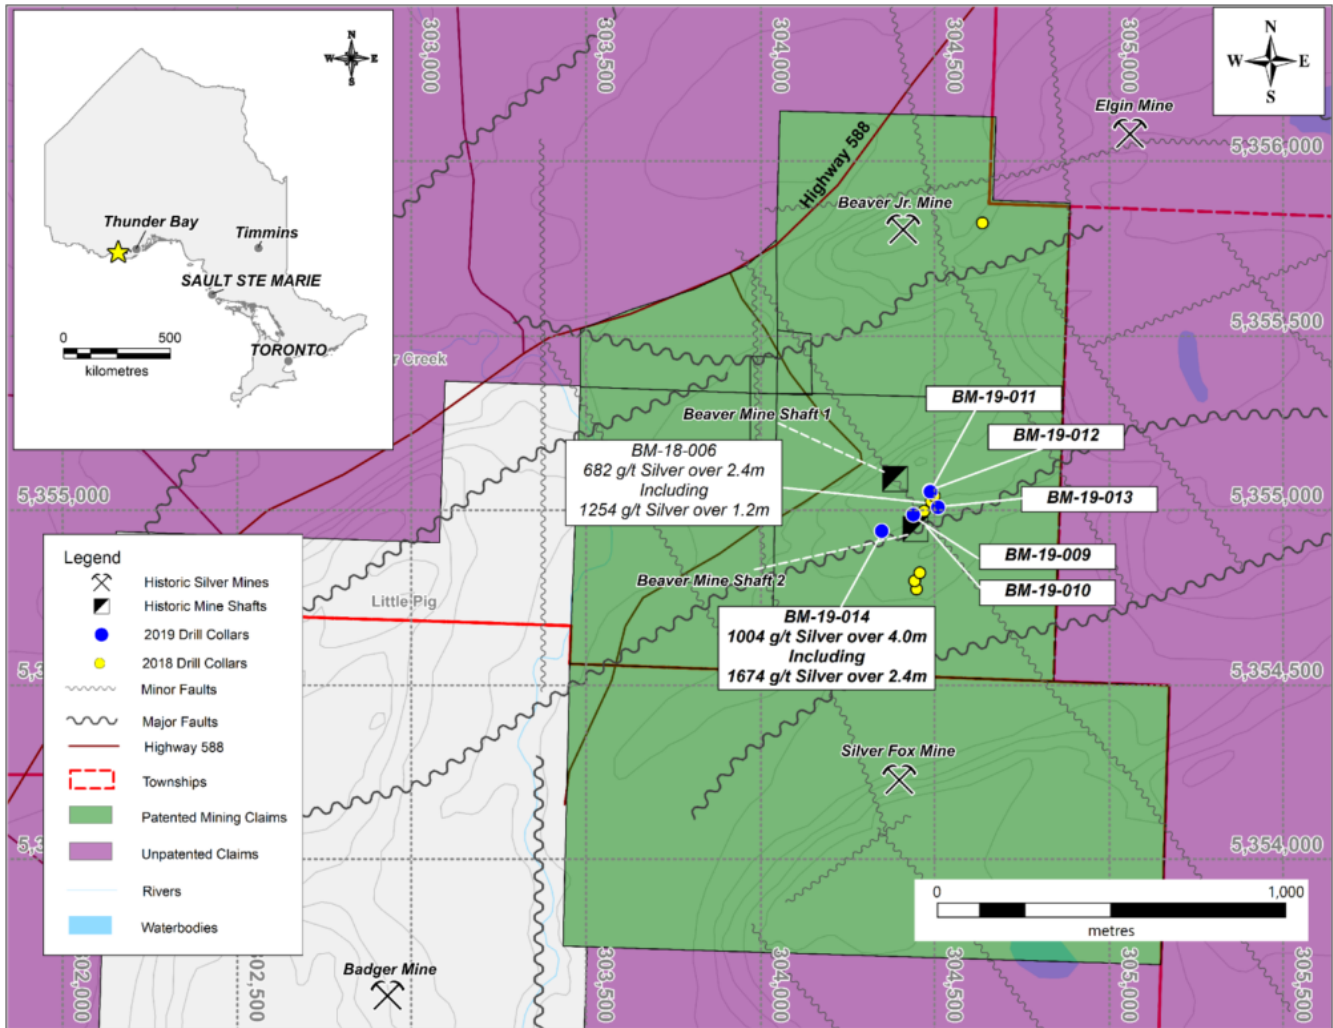 N
W E
S
Thunder Bay
Timmins
SAULT STE MARIE
TORONTO
0 500
kilometres
303,000
303,500
304,000
304,500
305,000
N
W E
S
Elgin Mine
5,356,000
Highway 588
Beaver Jr. Mine
5,355,500
r Creek
BM-19-011
Beaver Mine Shaft 1
BM-19-012
BM-18-006
682 g/t Silver over 2.4m
Including
1254 g/t Silver over 1.2m
5,355,000
BM-19-013
5,355,000
BM-19-009
Beaver Mine Shaft 2
BM-19-010
Little Pig
BM-19-014
1004 g/t Silver over 4.0m
Including
1674 g/t Silver over 2.4m
5,3
5,354,500
Silver Fox Mine
5,3
5,354,000
Legend
Historic Silver Mines
Historic Mine Shafts
2019 Drill Collars
2018 Drill Collars
Minor Faults
Major Faults
Highway 588
Townships
Patented Mining Claims
Unpatented Claims
Rivers
Waterbodies
0 1,000
metres
Badger Mine
302,000
302,500
303,500
304,000
304,500
305,000
305,500